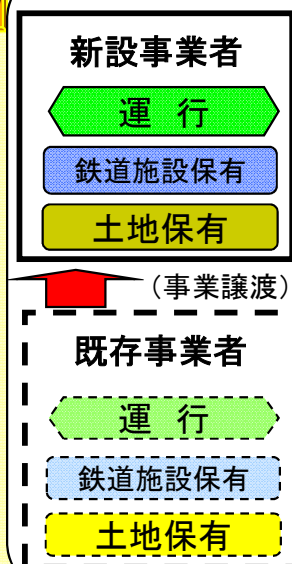 新設事業者
運 行
鉄道施設保有
土地保有
（事業譲渡）
既存事業者
運 行
鉄道施設保有
土地保有